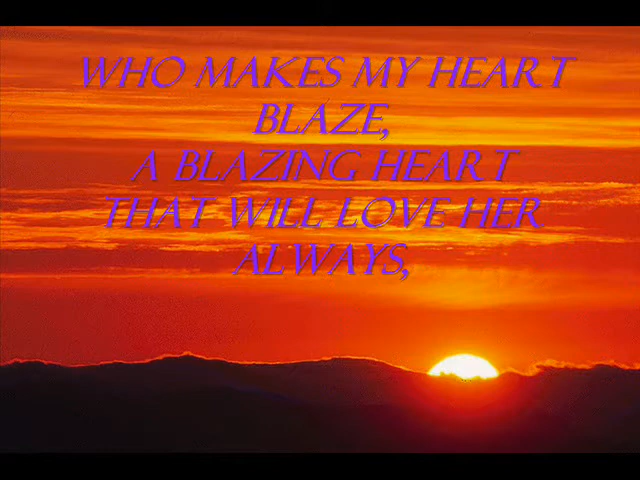 WHO MAKES MY HEART
BLAZE,
A BLAZING HEART
THAT WILL LOVE HER
ALWAYS,